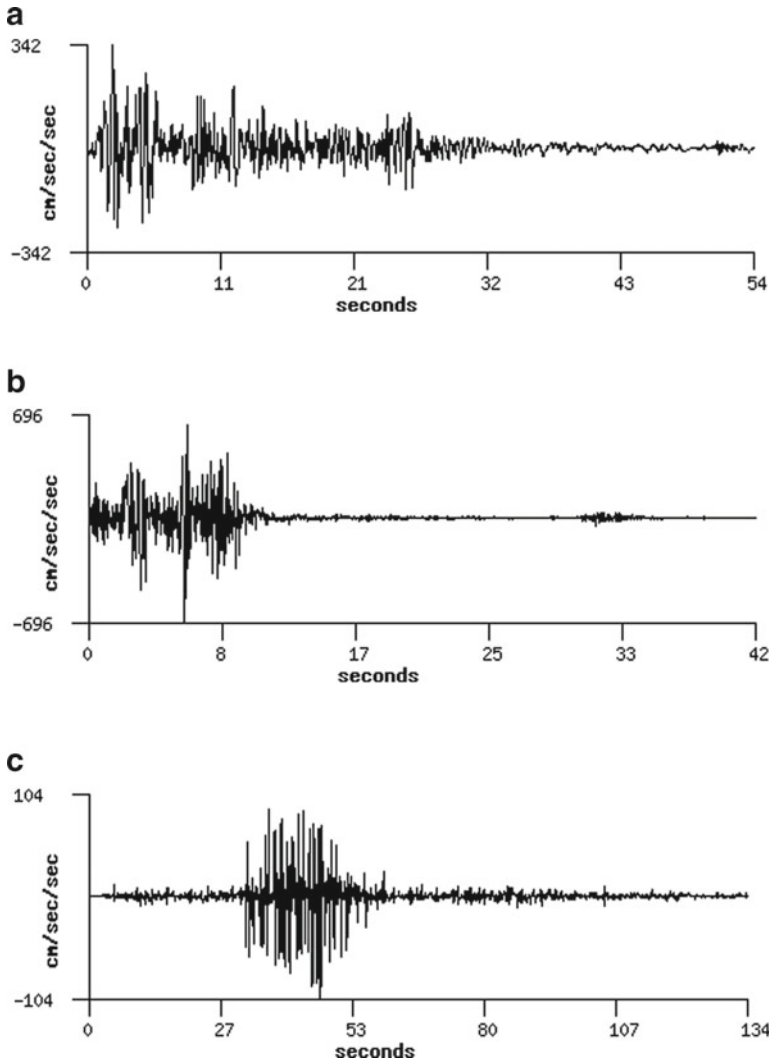 a
342
cm/sec/sec
-342
0 11 21 32 43 54
seconds
b
696
cm/sec/sec
-696
0 8 17 25 33 42
seconds
c
104
cm/sec/sec
-104
0 27 53 80 107 134
seconds